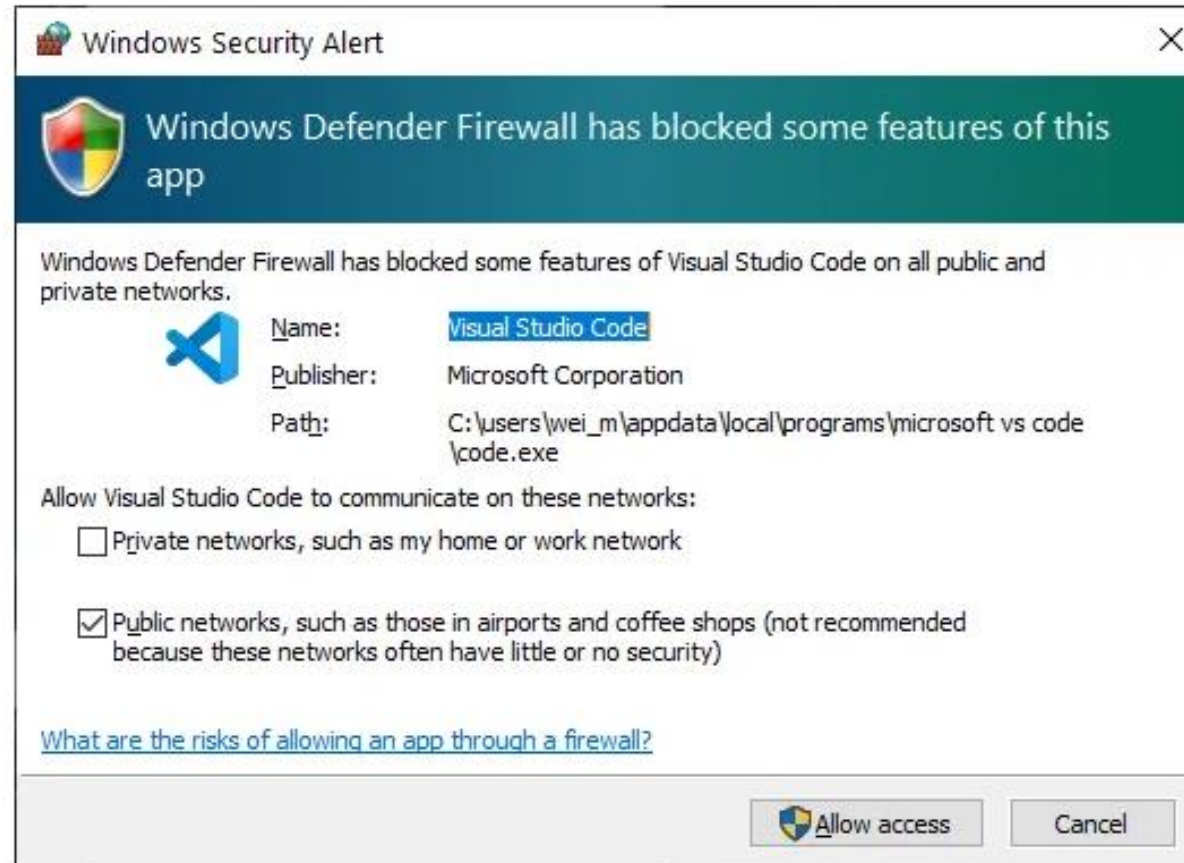 Windows Security Alert
Windows Defender Firewall has blocked some features of this
app
Windows Defender Firewall has blocked some features of Visual Studio Code on all public and
private networks.
Name: Visual Studio Code
Publisher: Microsoft Corporation
Path: C:\users\wei_m\appdata\local\programs\microsoft vs code
\code.exe
Allow Visual Studio Code to communicate on these networks:
Private networks, such as my home or work network
Public networks, such as those in airports and coffee shops (not recommended
because these networks often have little or no security)
What are the risks of allowing an app through a firewall?
Allow access
Cancel